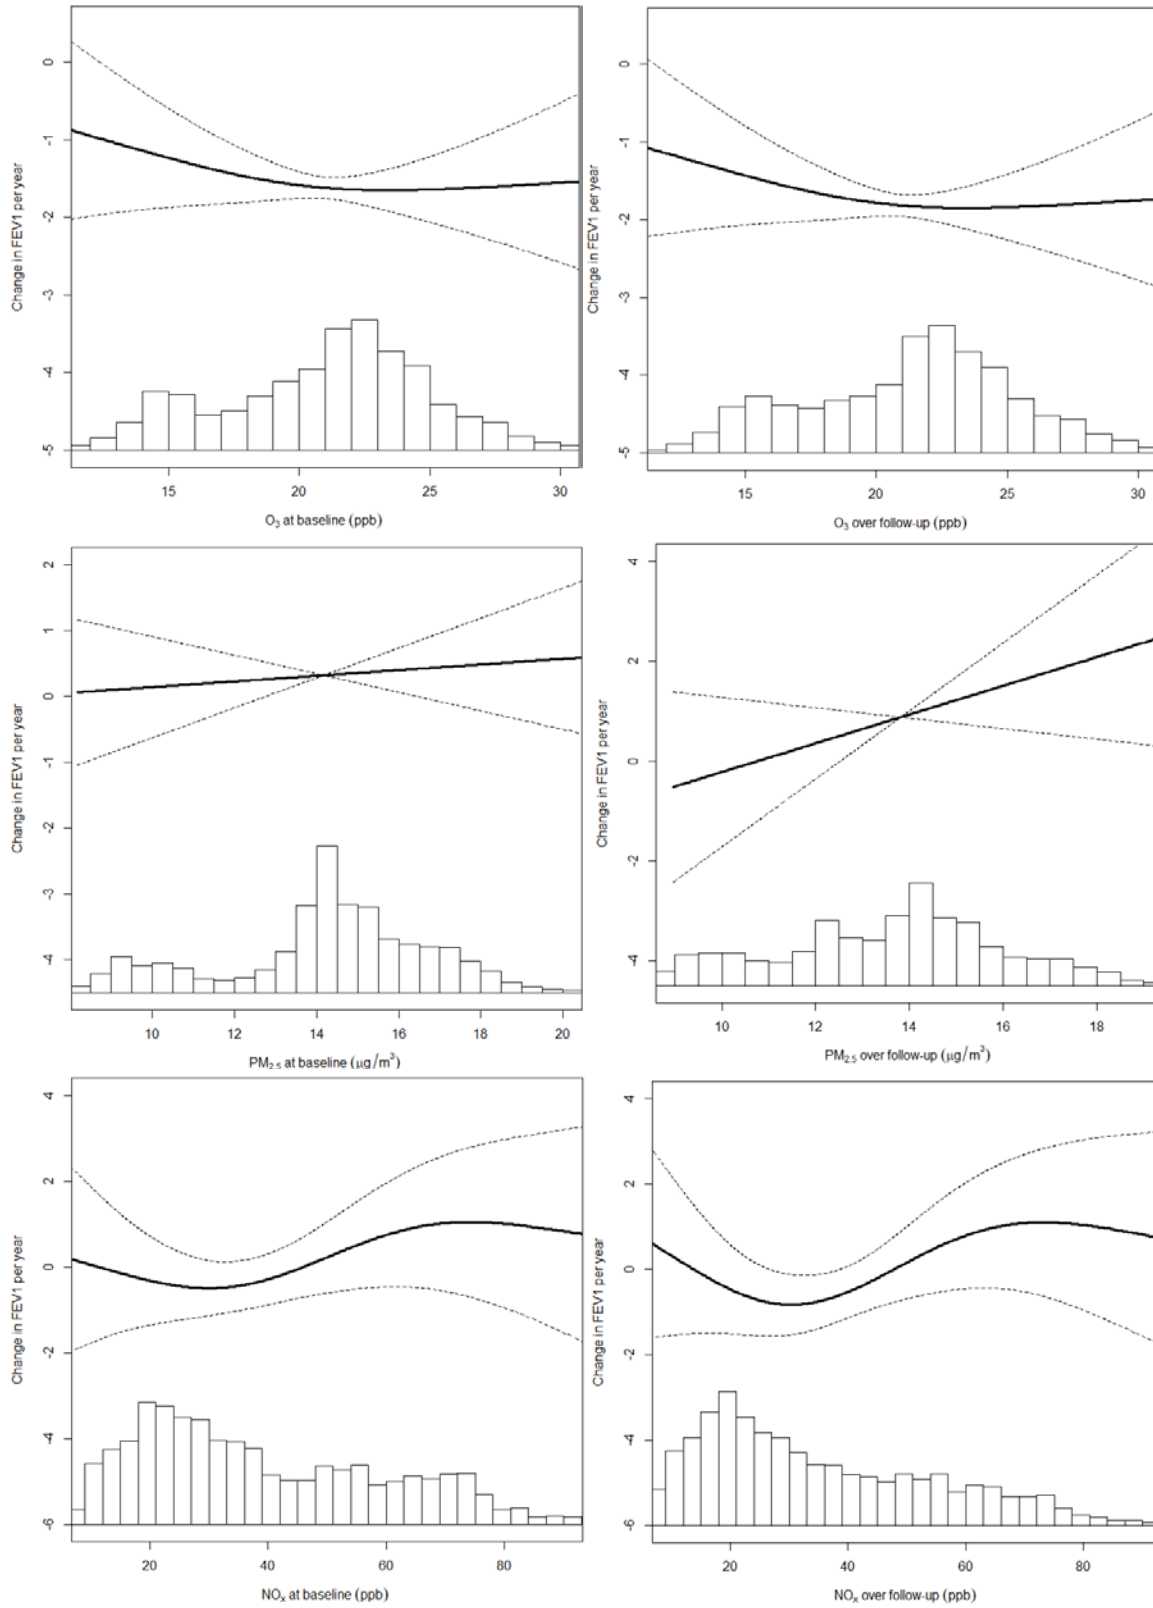 Change in FEV1 per year
0
-1
-2
-3
-4
-5
15 20 25 30
O₃ at baseline (ppb)
Change in FEV1 per year
0
-1
-2
-3
-4
-5
15 20 25 30
O₃ over follow-up (ppb)
Change in FEV1 per year
2
1
0
-1
-2
-3
-4
10 12 14 16 18 20
PM₂.₅ at baseline (μg/m³)
Change in FEV1 per year
4
2
0
-2
-4
10 12 14 16 18
PM₂.₅ over follow-up (μg/m³)
Change in FEV1 per year
4
2
0
-2
-4
-6
20 40 60 80
NOₓ at baseline (ppb)
Change in FEV1 per year
4
2
0
-2
-4
-6
20 40 60 80
NOₓ over follow-up (ppb)